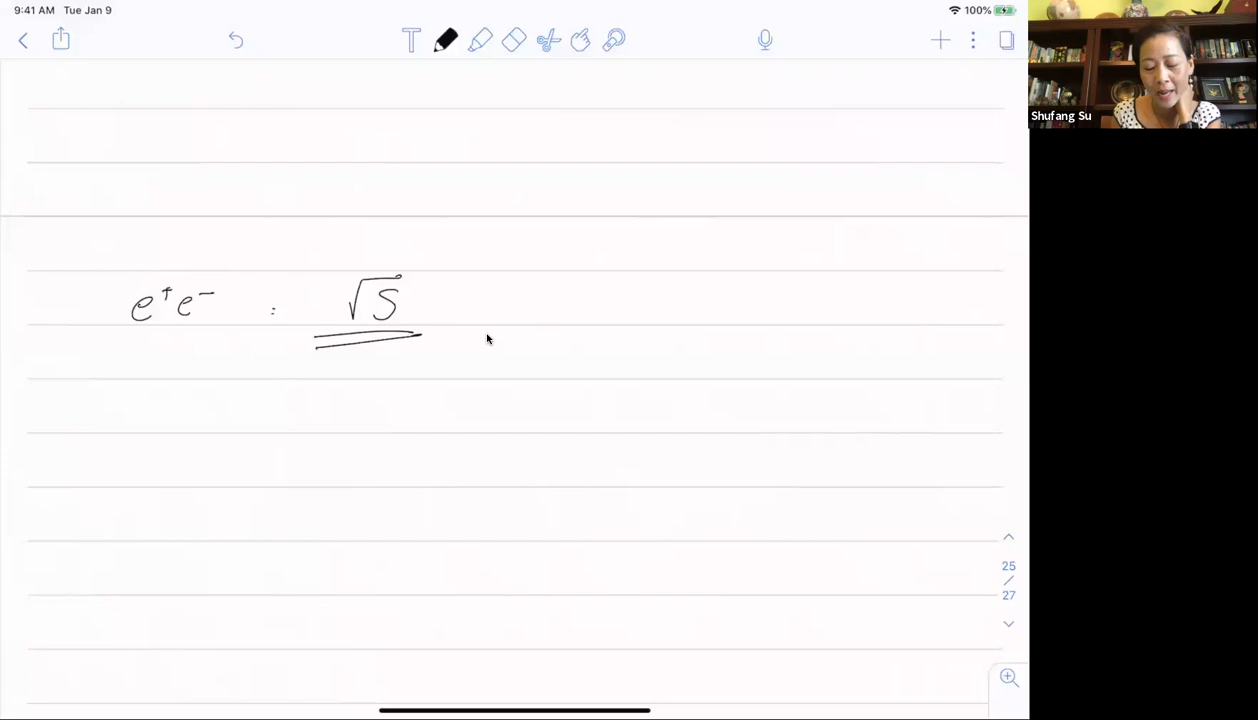 9:41 AM Tue Jan 9
100%
Shufang Su
e⁺e⁻ : √S
25
/
27